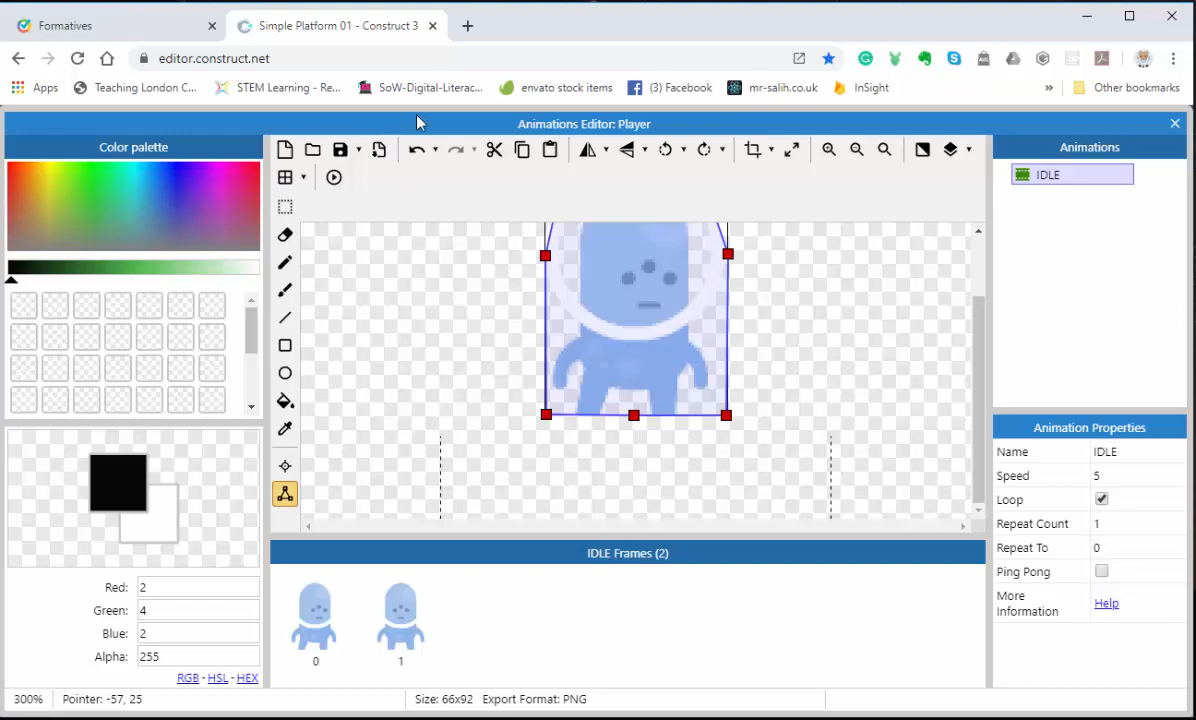 Formatives
Simple Platform 01 - Construct 3
editor.construct.net
Apps
Teaching London C...
STEM Learning - Re...
SoW-Digital-Literac...
envato stock items
(3) Facebook
mr-salih.co.uk
InSight
»
Other bookmarks
Animations Editor: Player
Color palette
Animations
IDLE
Animation Properties
Name IDLE
Speed 5
Loop
Repeat Count 1
Repeat To 0
Ping Pong
More Information Help
IDLE Frames (2)
0 1
Red: 2
Green: 4
Blue: 2
Alpha: 255
RGB - HSL - HEX
300% Pointer: -57, 25 Size: 66x92 Export Format: PNG